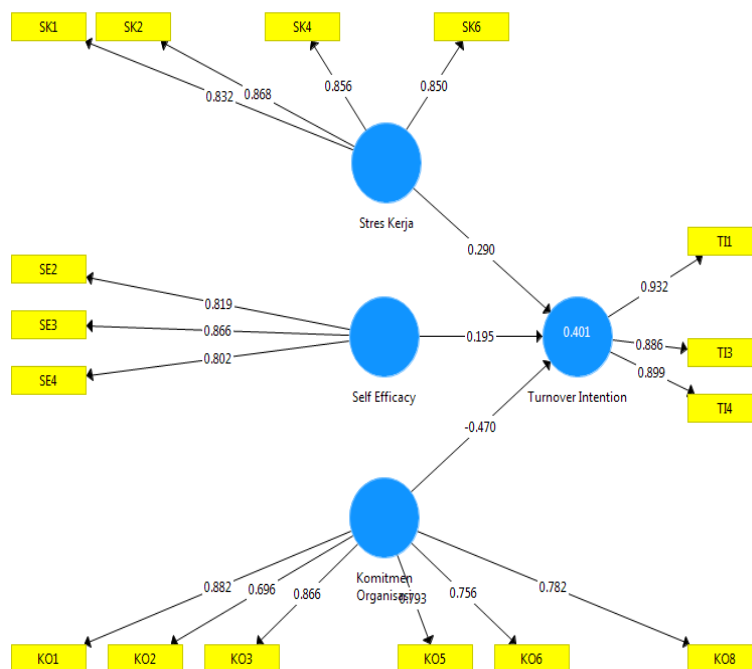 SK1
SK2
SK4
SK6
0.832
0.868
0.856
0.850
Stres Kerja
0.290
TI1
0.932
SE2
0.819
SE3
0.866
SE4
0.802
Self Efficacy
0.195
0.401
Turnover Intention
0.886
TI3
0.899
TI4
-0.470
Komitmen
Organisasi
0.882
0.696
0.866
0.793
0.756
0.782
KO1
KO2
KO3
KO5
KO6
KO8